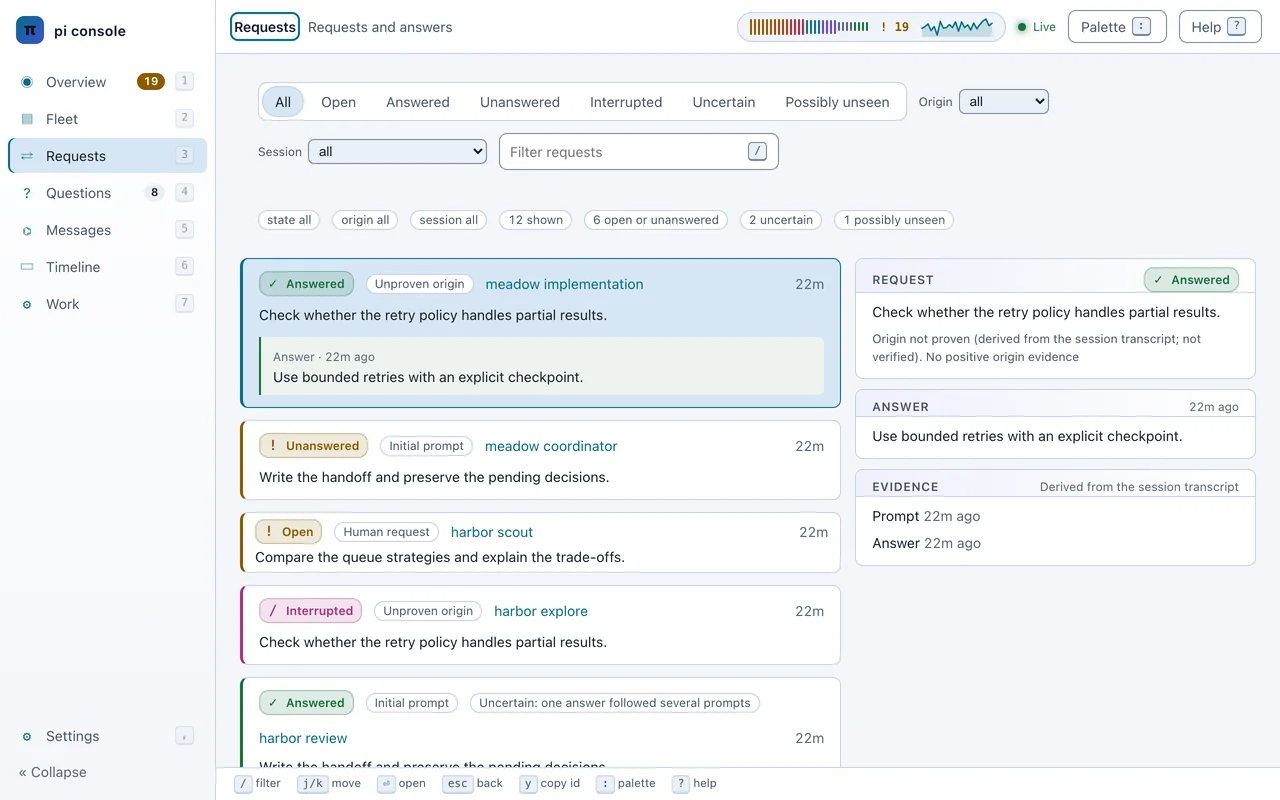 π pi console
Overview 19 1
Fleet 2
Requests 3
? Questions 8 4
Messages 5
Timeline 6
Work 7
Settings ,
« Collapse
Requests Requests and answers
! 19 Live Palette : Help ?
All Open Answered Unanswered Interrupted Uncertain Possibly unseen Origin all
Session all Filter requests /
state all origin all session all 12 shown 6 open or unanswered 2 uncertain 1 possibly unseen
✓ Answered Unproven origin meadow implementation 22m
Check whether the retry policy handles partial results.
Answer · 22m ago
Use bounded retries with an explicit checkpoint.
! Unanswered Initial prompt meadow coordinator 22m
Write the handoff and preserve the pending decisions.
! Open Human request harbor scout 22m
Compare the queue strategies and explain the trade-offs.
/ Interrupted Unproven origin harbor explore 22m
Check whether the retry policy handles partial results.
✓ Answered Initial prompt Uncertain: one answer followed several prompts
harbor review 22m
Write the handoff and preserve the pending decisions.
REQUEST ✓ Answered
Check whether the retry policy handles partial results.
Origin not proven (derived from the session transcript; not
verified). No positive origin evidence
ANSWER 22m ago
Use bounded retries with an explicit checkpoint.
EVIDENCE Derived from the session transcript
Prompt 22m ago
Answer 22m ago
/ filter j/k move ⏎ open esc back y copy id : palette ? help